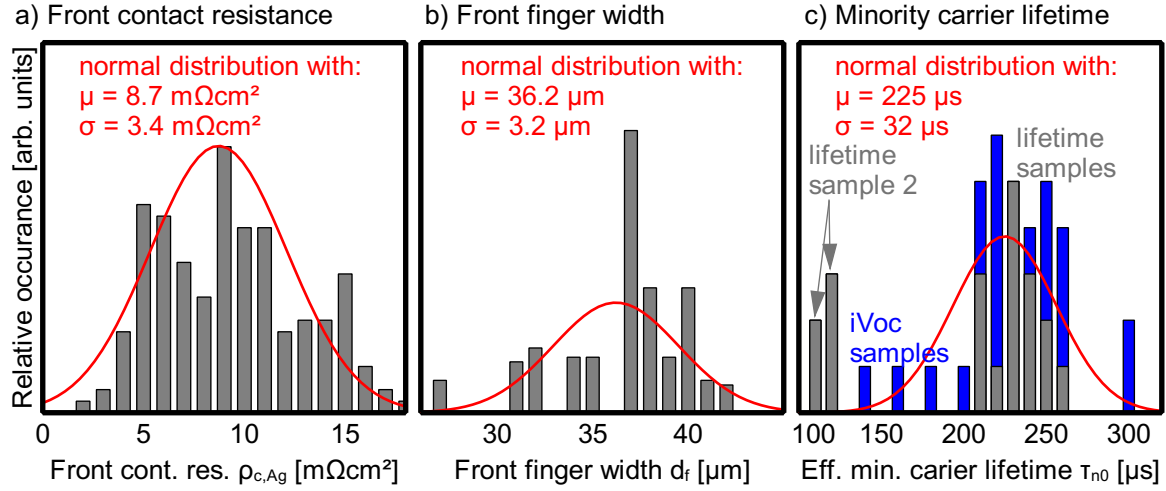 a) Front contact resistance
b) Front finger width
c) Minority carrier lifetime
Relative occurance [arb. units]
normal distribution with:
μ = 8.7 mΩcm²
σ = 3.4 mΩcm²
normal distribution with:
μ = 36.2 μm
σ = 3.2 μm
normal distribution with:
μ = 225 μs
σ = 32 μs
lifetime
sample 2
lifetime
samples
iVoc
samples
0 5 10 15
30 35 40
100 150 200 250 300
Front cont. res. ρc,Ag [mΩcm²]
Front finger width df [μm]
Eff. min. carier lifetime τn0 [μs]